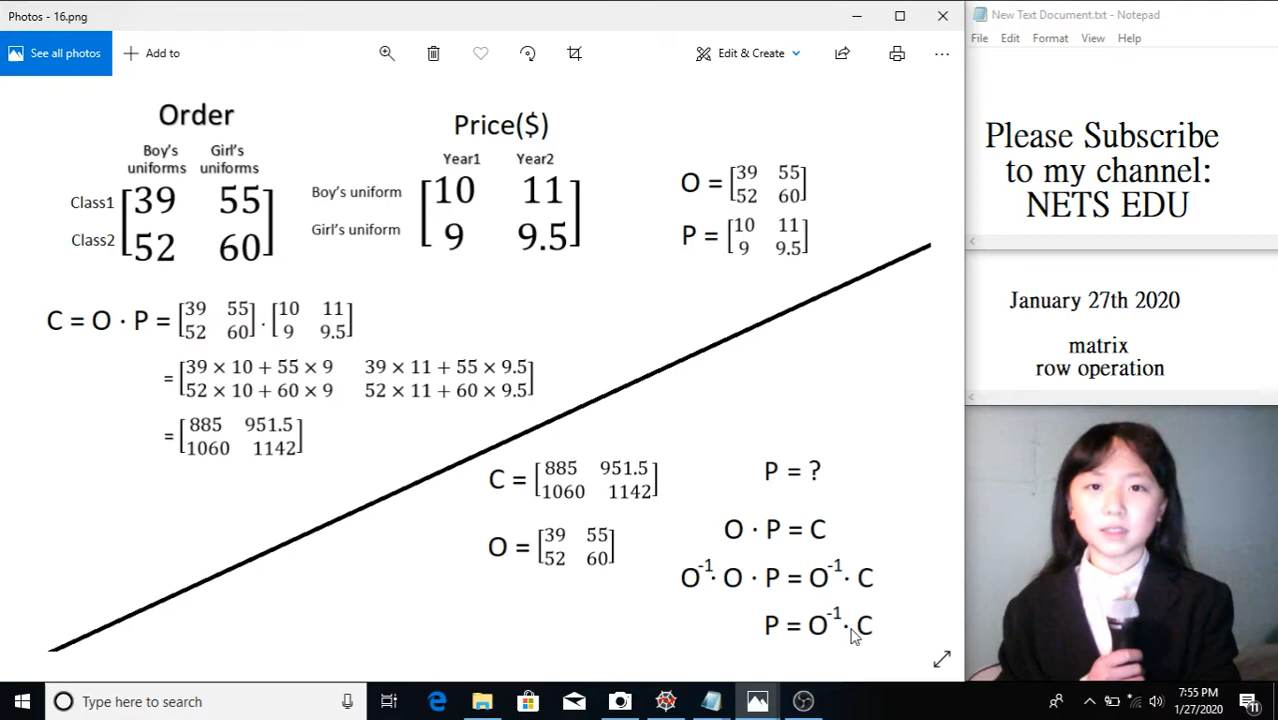 Photos - 16.png
See all photos
Add to
Edit & Create
Order
Boy's Girl's
uniforms uniforms
Class1 [39 55]
Class2 [52 60]
Price($)
Year1 Year2
Boy's uniform [10 11]
Girl's uniform [9 9.5]
O = [39 55]
[52 60]
P = [10 11]
[9 9.5]
C = O · P = [39 55] · [10 11]
[52 60] [9 9.5]
= [39 × 10 + 55 × 9 39 × 11 + 55 × 9.5]
[52 × 10 + 60 × 9 52 × 11 + 60 × 9.5]
= [885 951.5]
[1060 1142]
C = [885 951.5]
[1060 1142]
O = [39 55]
[52 60]
P = ?
O · P = C
O⁻¹· O · P = O⁻¹· C
P = O⁻¹· C
New Text Document.txt - Notepad
File Edit Format View Help
Please Subscribe
to my channel:
NETS EDU
January 27th 2020
matrix
row operation
Type here to search
7:55 PM
1/27/2020
11